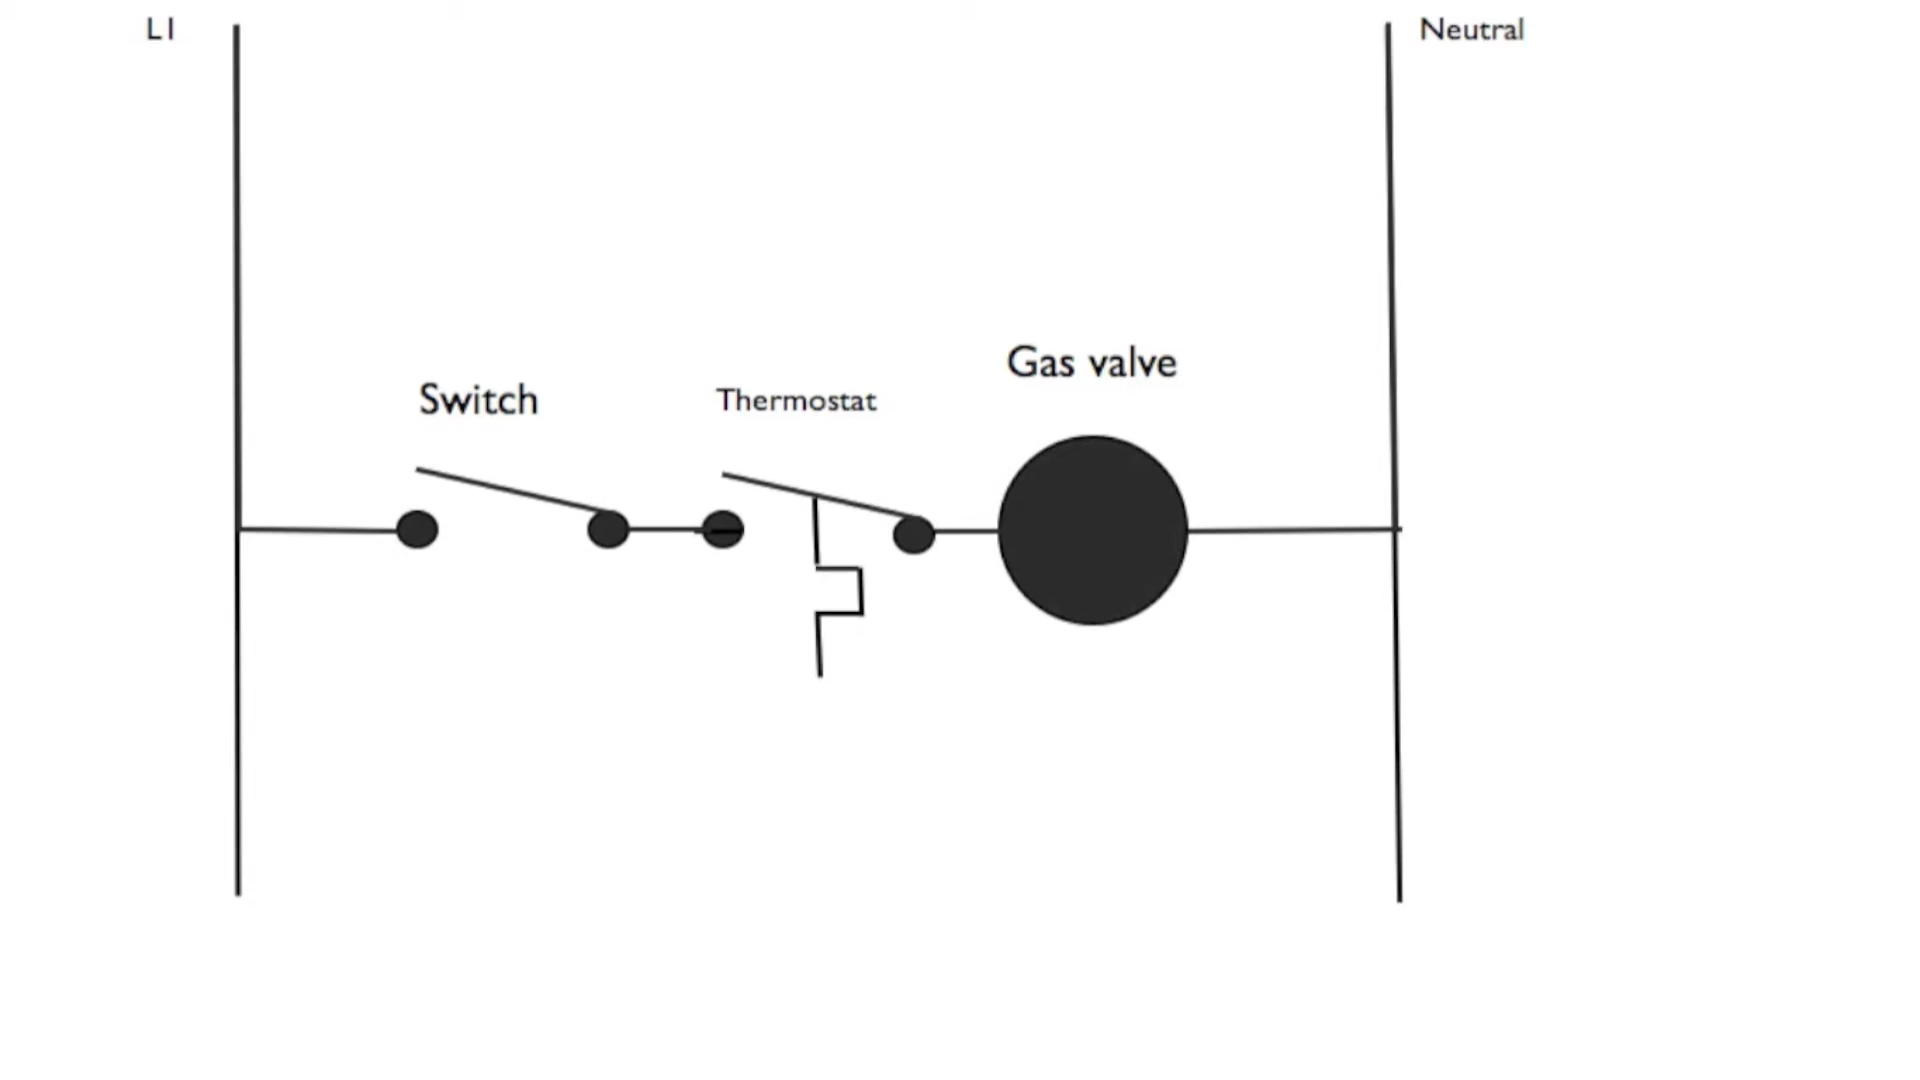 L1
Neutral
Gas valve
Switch
Thermostat